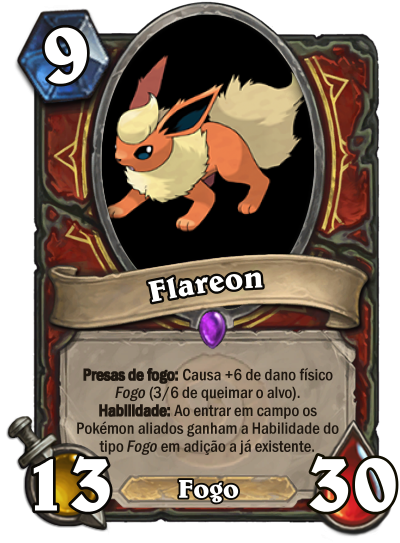 9
Flareon
Presas de fogo: Causa +6 de dano físico
Fogo (3/6 de queimar o alvo).
Habilidade: Ao entrar em campo os
Pokémon aliados ganham a Habilidade do
tipo Fogo em adição a já existente.
13
Fogo
30